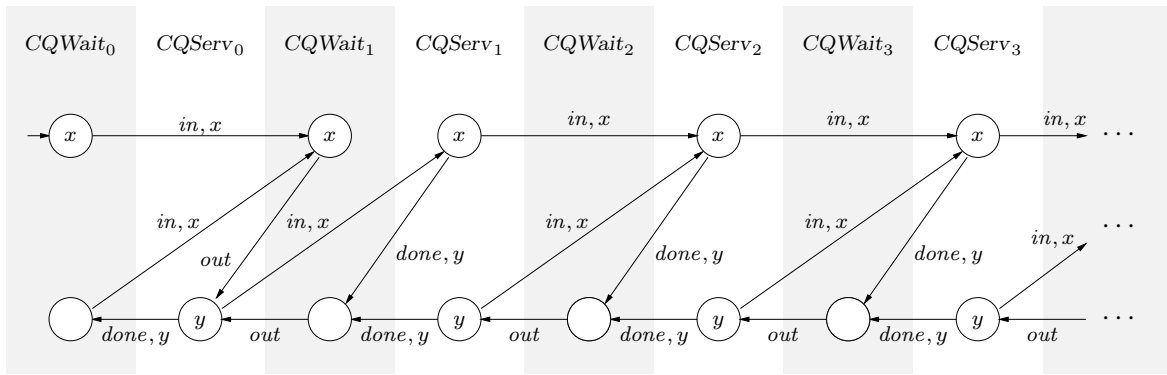 CQWait₀ CQServ₀ CQWait₁ CQServ₁ CQWait₂ CQServ₂ CQWait₃ CQServ₃
x in, x x x in, x x in, x x in, x ...
in, x out in, x done, y in, x done, y in, x done, y in, x ...
y y y y ...
done, y out done, y out done, y out done, y out